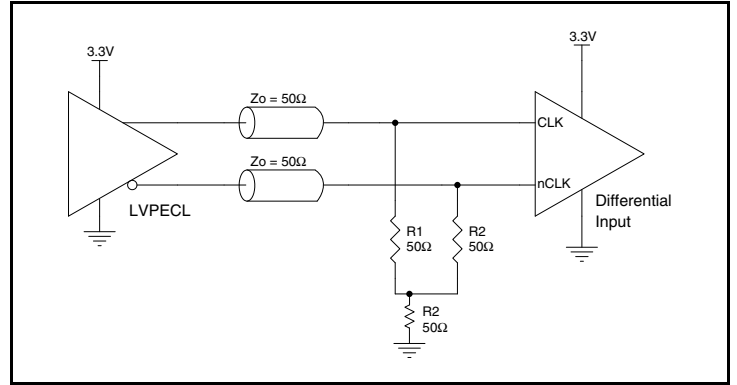 3.3V
3.3V
Zo = 50Ω
CLK
Zo = 50Ω
nCLK
LVPECL
Differential
Input
R1
50Ω
R2
50Ω
R2
50Ω